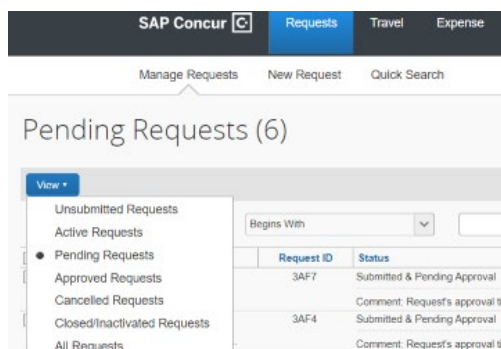 SAP Concur C Requests Travel Expense
Manage Requests New Request Quick Search
Pending Requests (6)
View
Unsubmitted Requests
Active Requests
Begins With
Pending Requests
Request ID Status
Approved Requests
3AF7 Submitted & Pending Approval
Cancelled Requests
Comment: Request's approval
Closed/Inactivated Requests
3AF4 Submitted & Pending Approval
All Requests
Comment: Request's approval